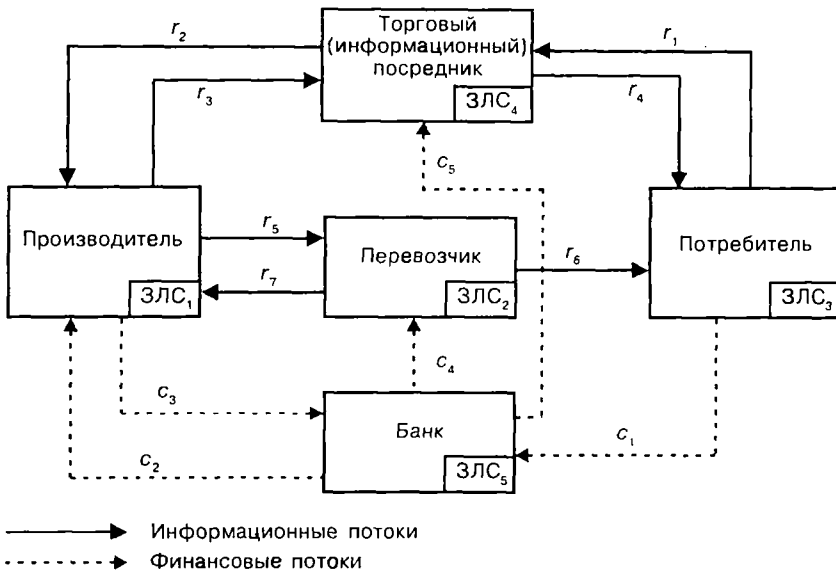 Торговый
(информационный)
посредник
ЗЛС₄
r₂
r₁
r₃
r₄
c₅
Производитель
ЗЛС₁
r₅
r₇
Перевозчик
ЗЛС₂
r₆
Потребитель
ЗЛС₃
c₃
c₄
c₂
Банк
ЗЛС₅
c₁
Информационные потоки
Финансовые потоки